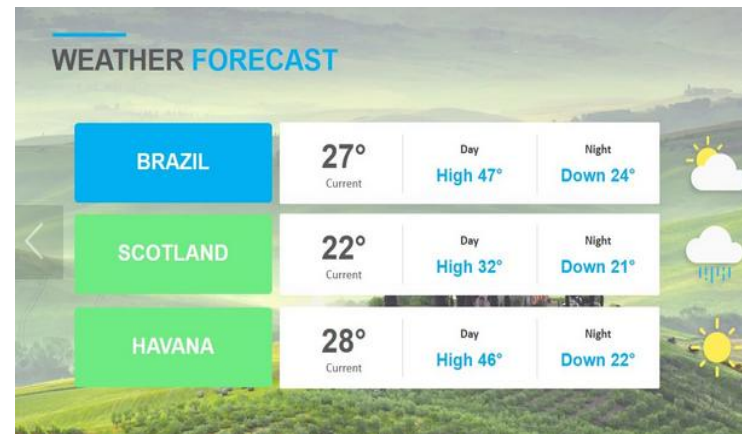 WEATHER FORECAST
BRAZIL
27°
Current
Day
High 47°
Night
Down 24°
SCOTLAND
22°
Current
Day
High 32°
Night
Down 21°
HAVANA
28°
Current
Day
High 46°
Night
Down 22°